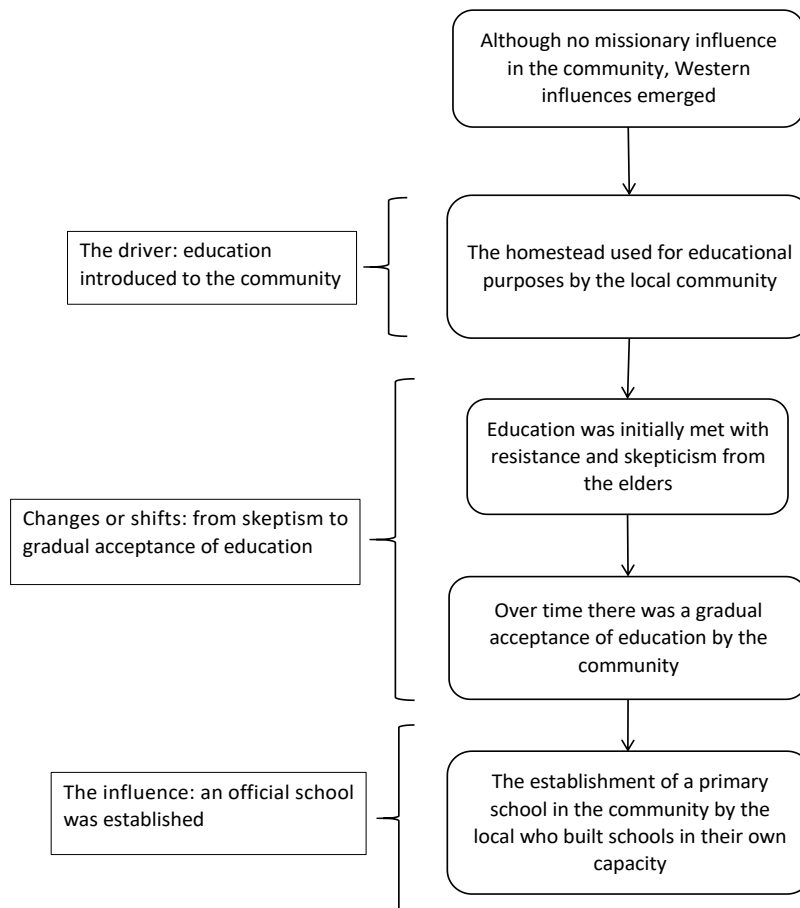 Although no missionary influence
in the community, Western
influences emerged
The driver: education
introduced to the community
The homestead used for educational
purposes by the local community
Education was initially met with
resistance and skepticism from
the elders
Changes or shifts: from skeptism to
gradual acceptance of education
Over time there was a gradual
acceptance of education by the
community
The influence: an official school
was established
The establishment of a primary
school in the community by the
local who built schools in their own
capacity